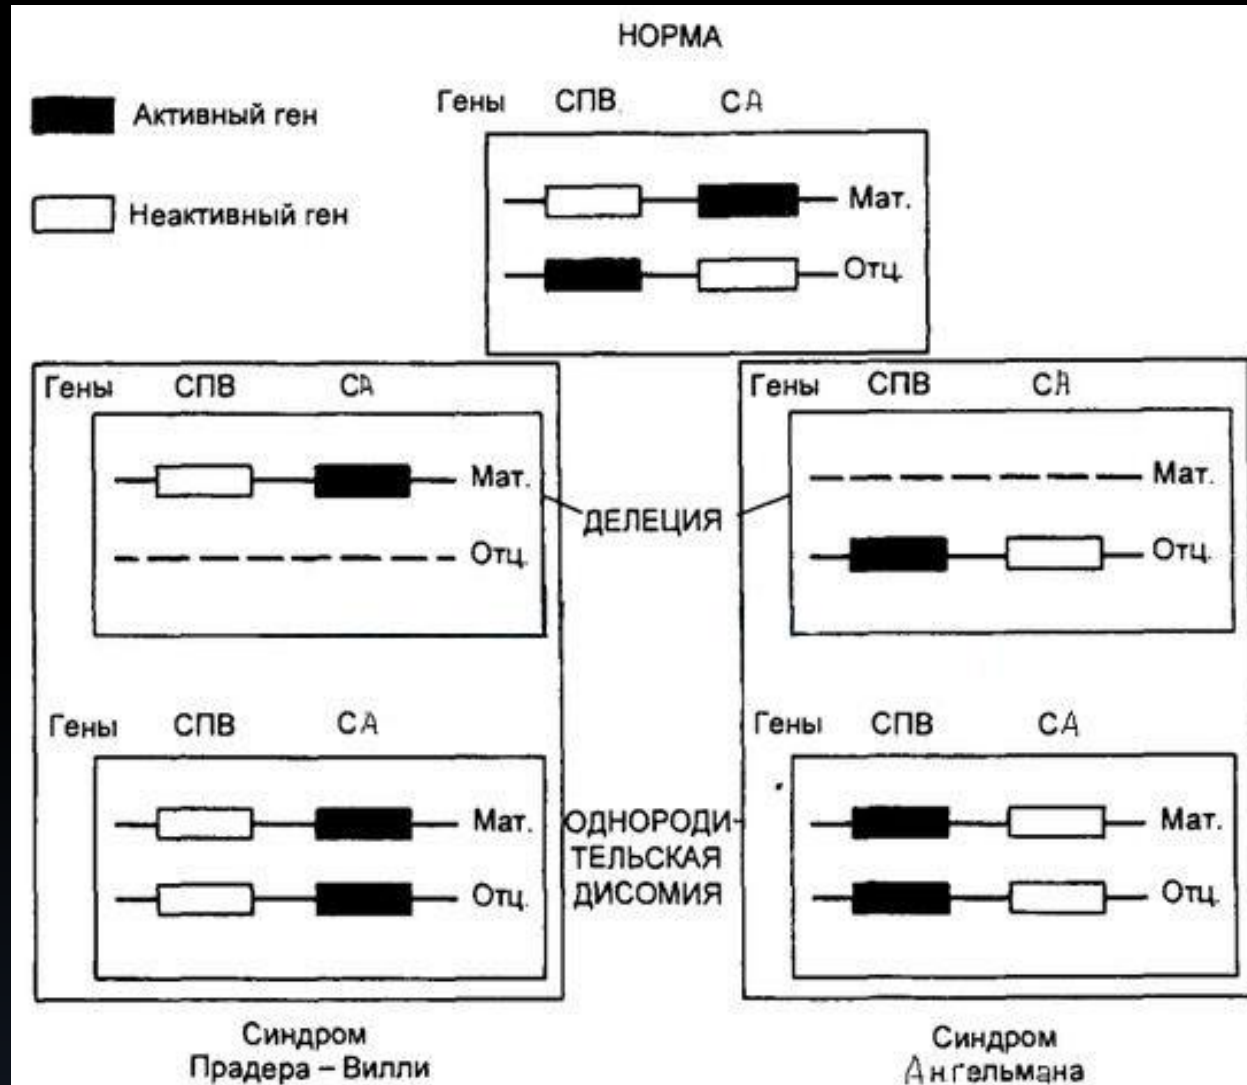 НОРМА
Активный ген
Неактивный ген
Гены СПВ. СА
Мат.
Отц.
Гены СПВ СА
Мат.
Отц.
ДЕЛЕЦИЯ
Гены СПВ СА
Мат.
Отц.
Гены СПВ СА
Мат.
Отц.
ОДНОРОДИ-
ТЕЛЬСКАЯ
ДИСОМИЯ
Гены СПВ СА
Мат.
Отц.
Синдром
Прадера – Вилли
Синдром
Ангельмана